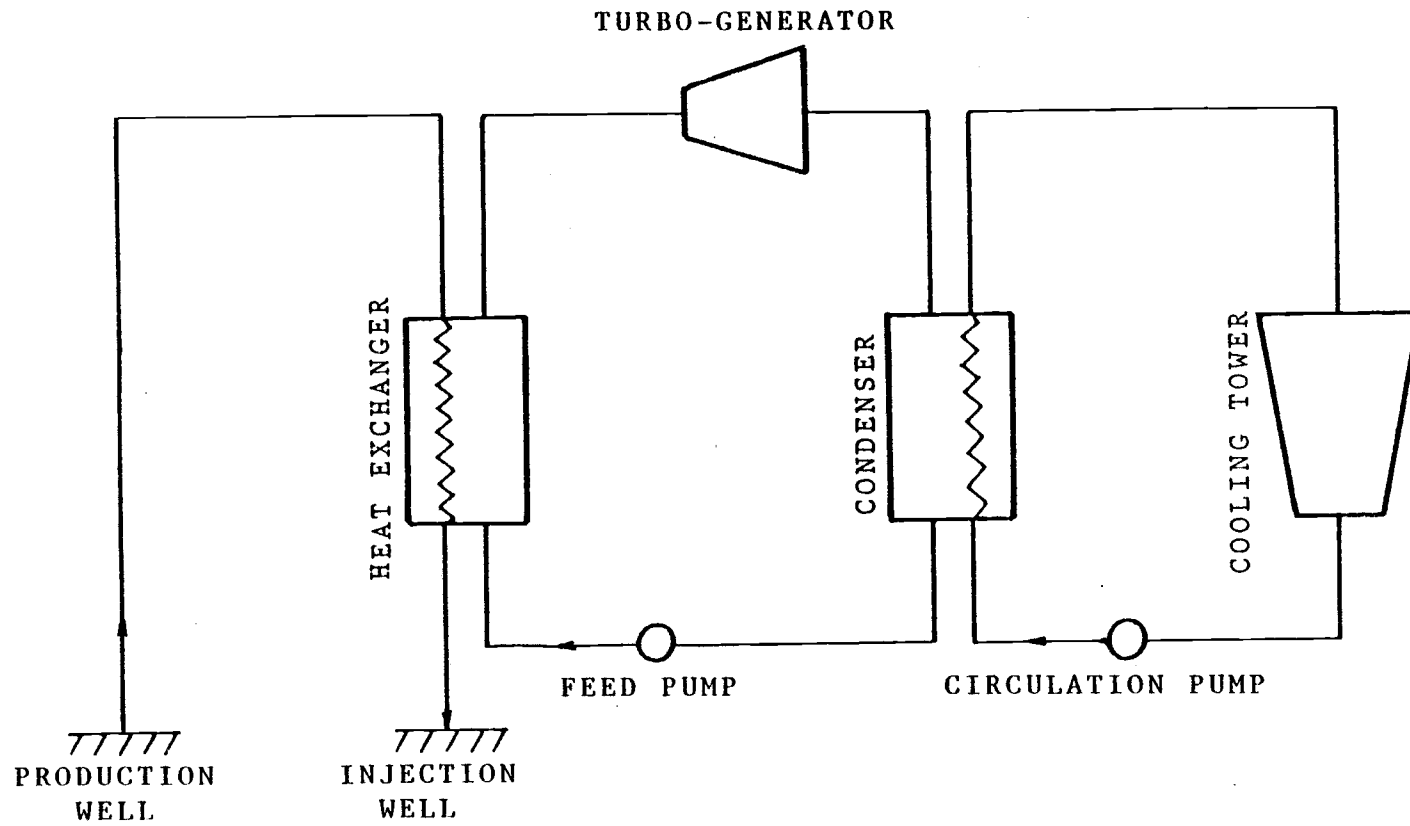 TURBO-GENERATOR
HEAT EXCHANGER
CONDENSER
COOLING TOWER
FEED PUMP
CIRCULATION PUMP
PRODUCTION
WELL
INJECTION
WELL